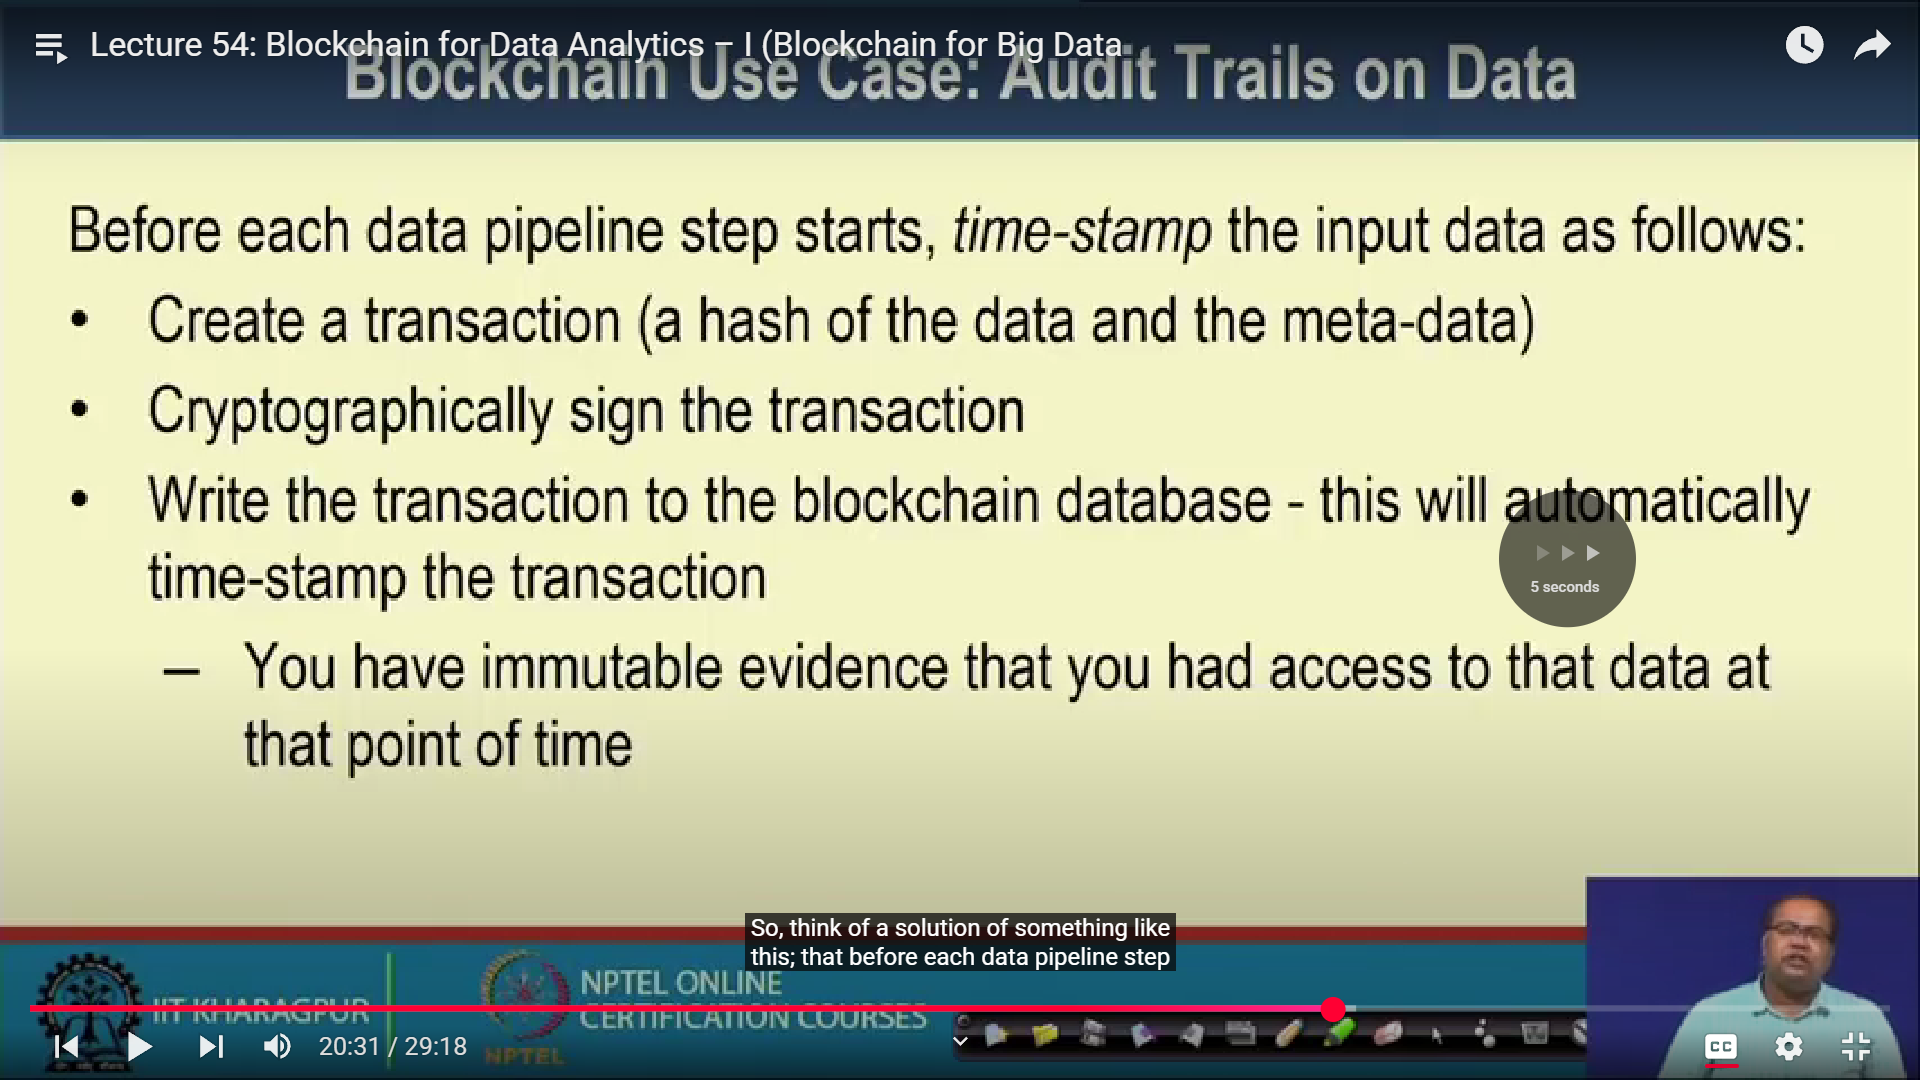 Lecture 54: Blockchain for Data Analytics – I (Blockchain for Big Data
Blockchain Use Case: Audit Trails on Data
Before each data pipeline step starts, time-stamp the input data as follows:
• Create a transaction (a hash of the data and the meta-data)
• Cryptographically sign the transaction
• Write the transaction to the blockchain database - this will automatically
time-stamp the transaction
– You have immutable evidence that you had access to that data at
that point of time
5 seconds
So, think of a solution of something like
this; that before each data pipeline step
IIT KHARAGPUR
NPTEL
NPTEL ONLINE
CERTIFICATION COURSES
20:31 / 29:18
CC